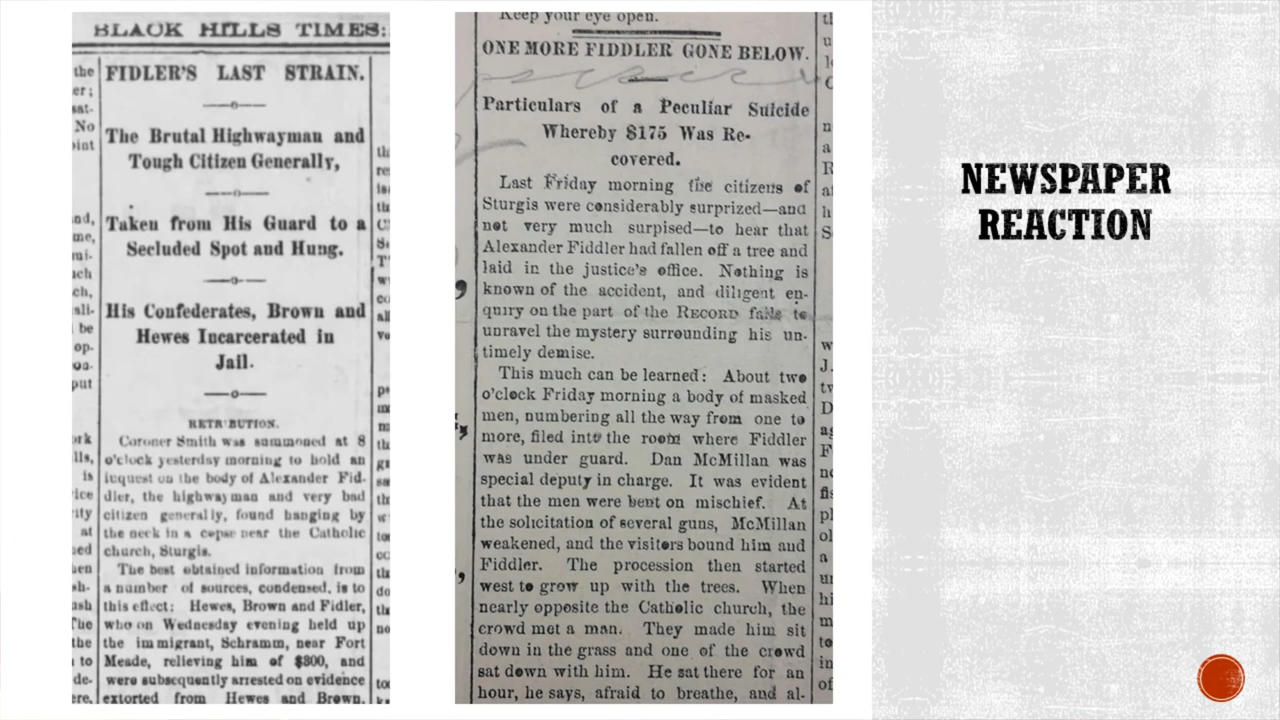 BLACK HILLS TIMES:
FIDLER'S LAST STRAIN.
The Brutal Highwayman and
Tough Citizen Generally,
Taken from His Guard to a
Secluded Spot and Hung.
His Confederates, Brown and
Hewes Incarcerated in
Jail.
RETRIBUTION.
Coroner Smith was summoned at 8
o'clock yesterday morning to hold an
inquest on the body of Alexander Fid-
dler, the highwayman and very bad
citizen generally, found hanging by
the neck in a copse near the Catholic
church, Sturgis.
The best obtained information from
a number of sources, condensed, is to
this effect: Hewes, Brown and Fidler,
who on Wednesday evening held up
the immigrant, Schramm, near Fort
Meade, relieving him of $300, and
were subsequently arrested on evidence
extorted from Hewes and Brown,
Keep your eye open.
ONE MORE FIDDLER GONE BELOW.
Particulars of a Peculiar Suicide
Whereby $175 Was Re-
covered.
Last Friday morning the citizens of
Sturgis were considerably surprized—and
not very much surpised—to hear that
Alexander Fiddler had fallen off a tree and
laid in the justice's office. Nothing is
known of the accident, and diligent en-
quiry on the part of the RECORD fails to
unravel the mystery surrounding his un-
timely demise.
This much can be learned: About two
o'clock Friday morning a body of masked
men, numbering all the way from one to
more, filed into the room where Fiddler
was under guard. Dan McMillan was
special deputy in charge. It was evident
that the men were bent on mischief. At
the solicitation of several guns, McMillan
weakened, and the visitors bound him and
Fiddler. The procession then started
west to grow up with the trees. When
nearly opposite the Catholic church, the
crowd met a man. They made him sit
down in the grass and one of the crowd
sat down with him. He sat there for an
hour, he says, afraid to breathe, and al-
NEWSPAPER
REACTION